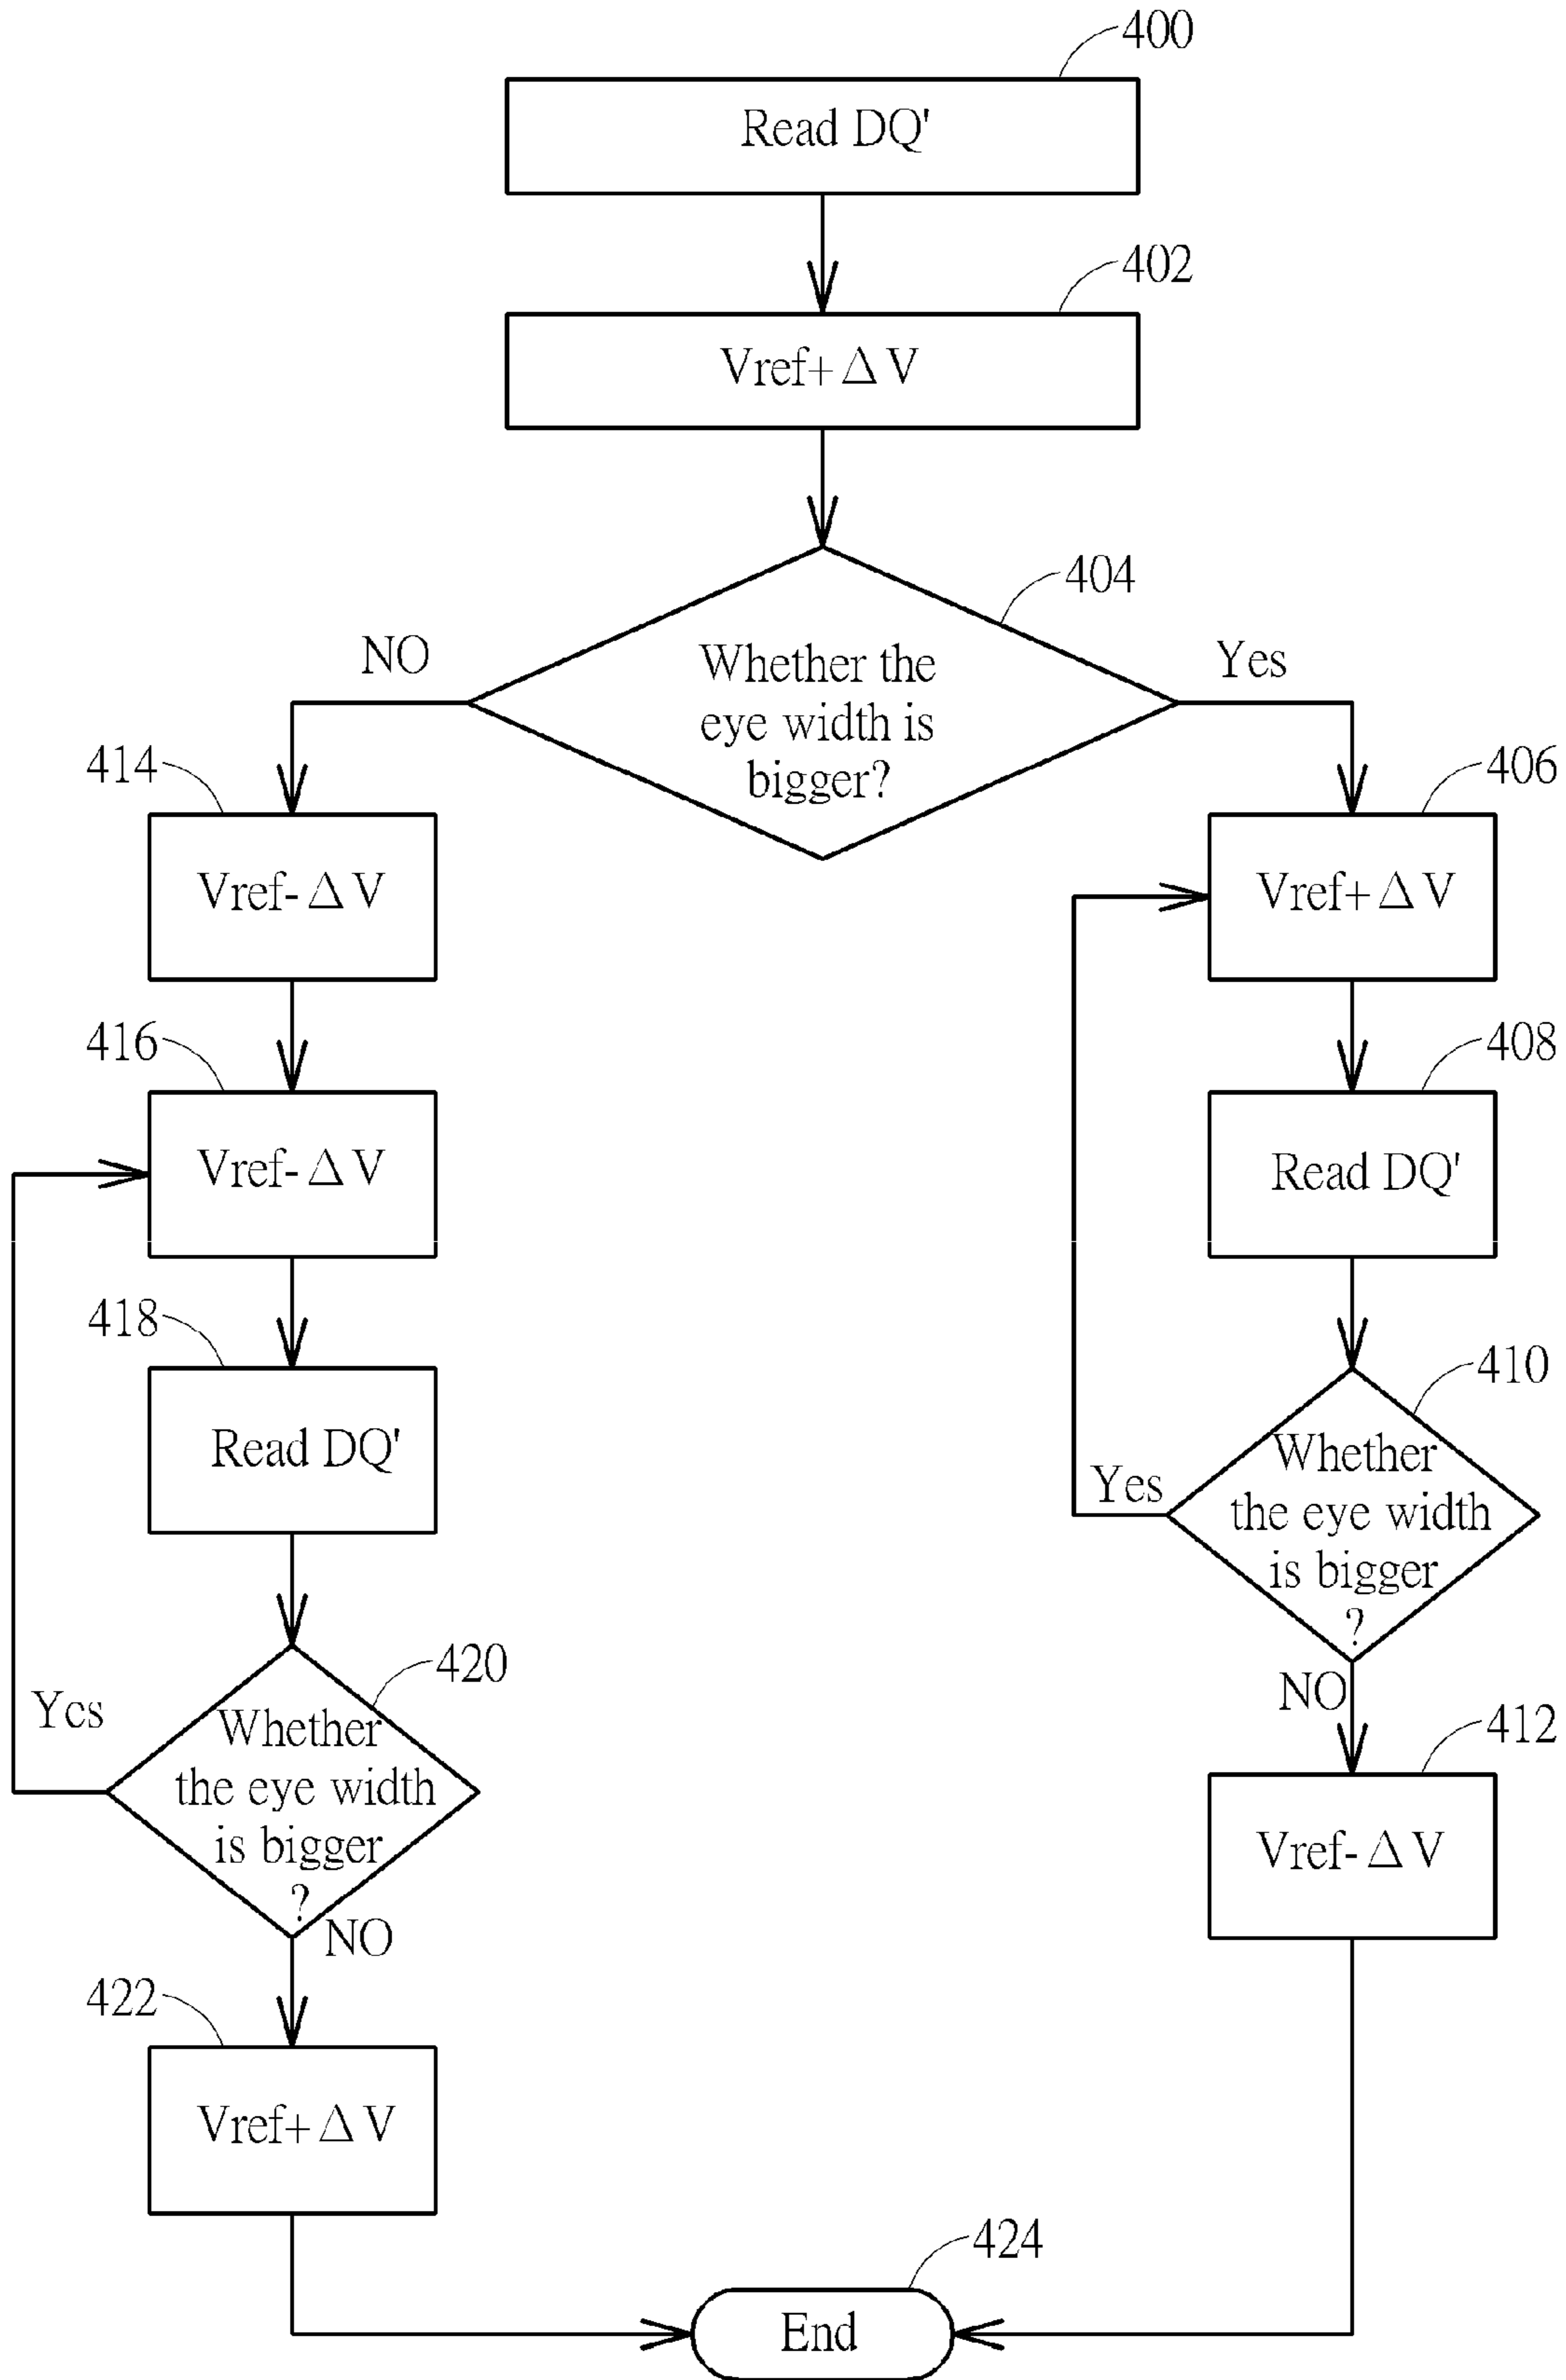 400
Read DQ'
402
Vref+ΔV
404
NO
Whether the
eye width is
bigger?
Yes
414
Vref-ΔV
406
Vref+ΔV
416
Vref-ΔV
408
Read DQ'
418
Read DQ'
410
Whether
the eye width
is bigger
?
Yes
NO
420
Whether
the eye width
is bigger
?
Yes
NO
412
Vref-ΔV
422
Vref+ΔV
424
End